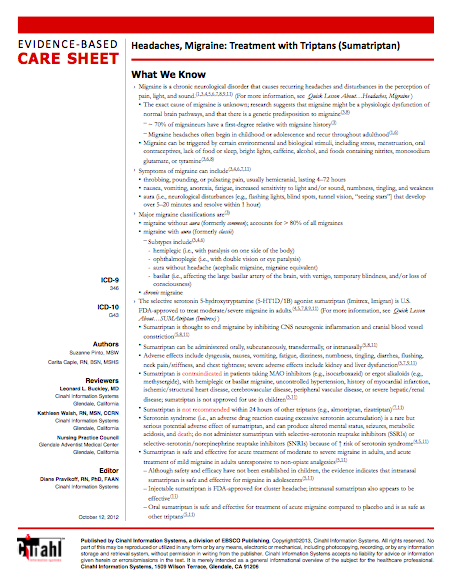 EVIDENCE-BASED
CARE SHEET
Headaches, Migraine: Treatment with Triptans (Sumatriptan)
What We Know
› Migraine is a chronic neurological disorder that causes recurring headaches and disturbances in the perception of
pain, light, and sound.(1,3,4,5,6,7,8,9,11) (For more information, see Quick Lesson About…Headaches, Migraine )
• The exact cause of migraine is unknown; research suggests that migraine might be a physiologic dysfunction of
normal brain pathways, and that there is genetic predisposition to migraine(5,8)
– ~ 70% of migraineurs have a first-degree relative with migraine history(5)
– Migraine headaches often begin in childhood or adolescence and recur throughout adulthood(5,6)
• Migraine can be triggered by certain environmental and biological stimuli, including stress, menstruation, oral
contraceptives, lack of food or sleep, bright lights, caffeine, alcohol, and foods containing nitrites, monosodium
glutamate, or tyramine(3,6,8)
› Symptoms of migraine can include(3,4,6,7,11)
• throbbing, pounding, or pulsating pain, usually hemicranial, lasting 4–72 hours
• nausea, vomiting, anorexia, fatigue, increased sensitivity to light and/or sound, numbness, tingling, and weakness
• aura (i.e., neurological disturbances [e.g., flashing lights, blind spots, tunnel vision, "seeing stars"] that develop
over 5–20 minutes and resolve within 1 hour)
› Major migraine classifications are(5)
• migraine without aura (formerly common); accounts for > 80% of all migraines
• migraine with aura (formerly classic)
– Subtypes include(3,4,6)
- hemiplegic (i.e., with paralysis on one side of the body)
- ophthalmoplegic (i.e., with double vision or eye paralysis)
- aura without headache (acephalic migraine, migraine equivalent)
- basilar (i.e., affecting the large basilar artery of the brain, with vertigo, temporary blindness, and/or loss of
consciousness)
• chronic migraine
› The selective serotonin 5-hydroxytryptamine (5-HT1D/1B) agonist sumatriptan (Imitrex, Imigran) is U.S.
FDA-approved to treat moderate/severe migraine in adults. (For more information, see Quick Lesson
About…SUMAtriptan (Imitrex) )
• Sumatriptan is thought to end migraine by inhibiting CNS neurogenic inflammation and cranial blood vessel
constriction(5,8,11)
• Sumatriptan can be administered orally, subcutaneously, transdermally, or intranasally(5,8,11)
• Adverse effects include dysgeusia, nausea, vomiting, fatigue, dizziness, numbness, tingling, diarrhea, flushing,
neck pain/stiffness, and chest tightness; severe adverse effects include kidney and liver dysfunction(5,7,9,11)
• Sumatriptan is contraindicated in patients taking MAO inhibitors (e.g., isocarboxazid) or ergot alkaloids (e.g.,
methysergide), with hemiplegic or basilar migraine, uncontrolled hypertension, history of myocardial infarction,
ischemic/structural heart disease, cerebrovascular disease, peripheral vascular disease, or severe hepatic/renal
disease; sumatriptan is not approved for use in children(5,11)
• Sumatriptan is not recommended within 24 hours of other triptans (e.g., almotriptan, rizatriptan)(7,11)
• Serotonin syndrome (i.e., an adverse drug reaction causing excessive serotonin accumulation) is a rare but
serious potential adverse effect of sumatriptan, and can produce altered mental status, seizures, metabolic
acidosis, and death; do not administer sumatriptan with selective-serotonin reuptake inhibitors (SSRIs) or
selective-serotonin/norepinephrine reuptake inhibitors (SNRIs) because of ↑ risk of serotonin syndrome
• Sumatriptan is safe and effective for acute treatment of moderate to severe migraine in adults, and acute
treatment of mild migraine in adults unresponsive to non-opiate analgesics(5,11)
– Although safety and efficacy have not been established in children, the evidence indicates that intranasal
sumatriptan is safe and effective for migraine in adolescents(1,11)
– Injectable sumatriptan is FDA-approved for cluster headache; intranasal sumatriptan also appears to be
effective(11)
– Oral sumatriptan is safe and effective for treatment of acute migraine compared to placebo and is as safe as
other triptans(5,11)
ICD-9
346
ICD-10
G43
Authors
Suzanne Pinto, MSW
Carita Caple, RN, BSN, MSHS
Reviewers
Leonard L. Buckley, MD
Cinahl Information Systems
Glendale, California
Kathleen Walsh, RN, MSN, CCRN
Cinahl Information Systems
Glendale, California
Nursing Practice Council
Glendale Adventist Medical Center
Glendale, California
Editor
Diane Pravikoff, RN, PhD, FAAN
Cinahl Information Systems
October 12, 2012
Cinahl
Published by Cinahl Information Systems, a division of EBSCO Publishing. Copyright©2013, Cinahl Information Systems. All rights reserved. No
part of this may be reproduced or utilized in any form or by any means, electronic or mechanical, including photocopying, recording, or by any information
storage and retrieval system, without permission in writing from the publisher. Cinahl Information Systems accepts no liability for advice or information
given herein or errors/omissions in the text. It is merely intended as a general informational overview of the subject for the healthcare professional.
Cinahl Information Systems, 1509 Wilson Terrace, Glendale, CA 91206